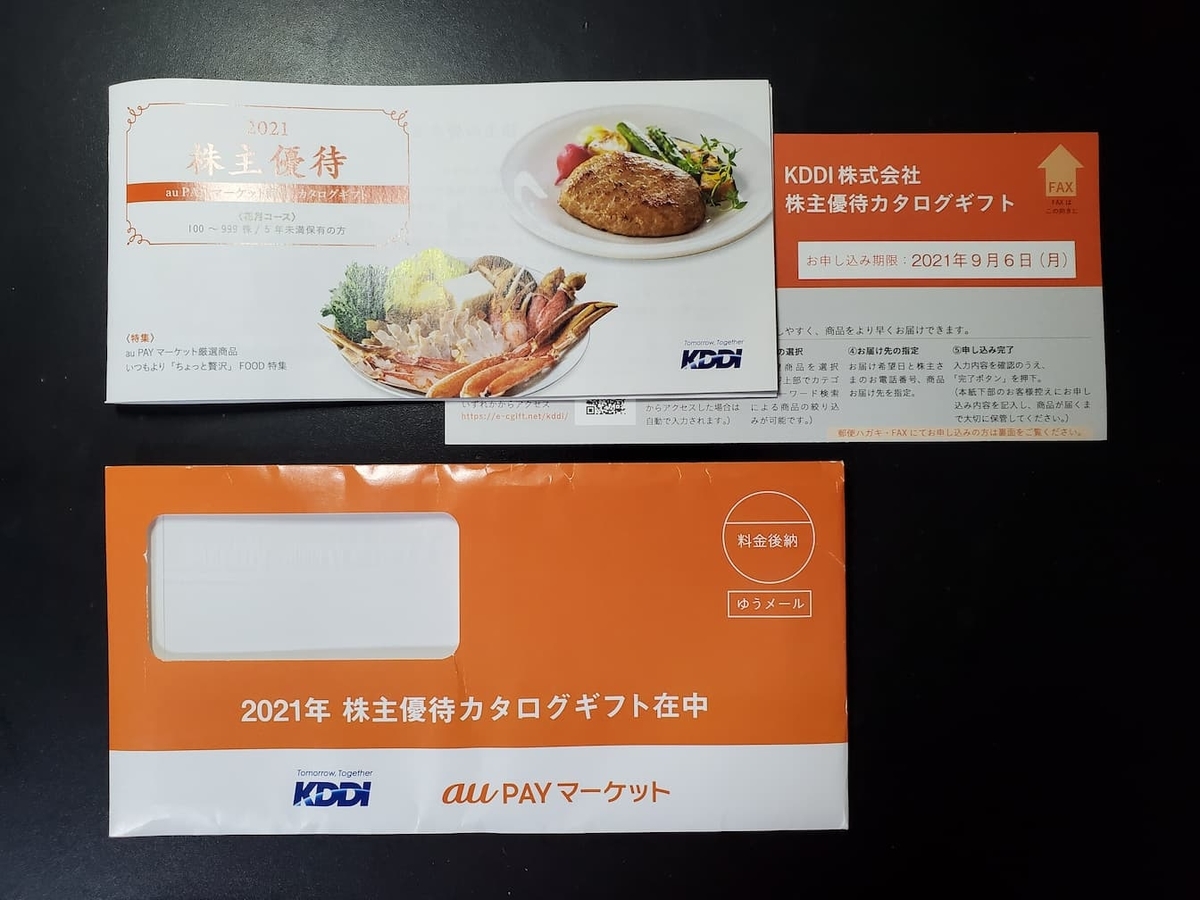 2021
株主優待
au PAY マーケット カタログギフト
100 ～ 999 株 / 5 年未満保有の方
〈特集〉
au PAY マーケット厳選商品
いつもより「ちょっと贅沢」 FOOD 特集
Tomorrow, Together
KDDI
KDDI 株式会社
株主優待カタログギフト
FAX
FAX は
この向きに
お申し込み期限：2021年9月6日（月）
しやすく、商品をより早くお届けできます。
の選択
商品を選択
上部でカテゴ
ーワード検索
による商品の絞り込
みが可能です。)
④お届け先の指定
お届け希望日と株主さ
まのお電話番号、商品
お届け先を指定。
⑤申し込み完了
入力内容を確認のうえ、
「完了ボタン」を押下。
(本紙下部のお客様控えにお申し
込み内容を記入し、商品が届くま
で大切に保管してください。)
いずれかからアクセス
https://e-cgift.net/kddi/
からアクセスした場合は
自動で入力されます。)
郵便ハガキ・FAX にてお申し込みの方は裏面をご覧ください。
料金後納
ゆうメール
2021年 株主優待カタログギフト在中
Tomorrow, Together
KDDI
au PAY マーケット